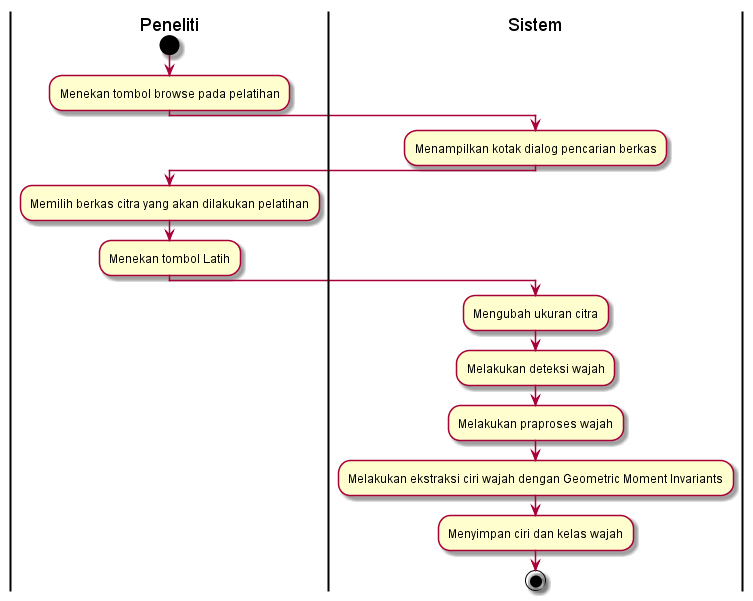 Peneliti
Sistem
Menekan tombol browse pada pelatihan
Menampilkan kotak dialog pencarian berkas
Memilih berkas citra yang akan dilakukan pelatihan
Menekan tombol Latih
Mengubah ukuran citra
Melakukan deteksi wajah
Melakukan praproses wajah
Melakukan ekstraksi ciri wajah dengan Geometric Moment Invariants
Menyimpan ciri dan kelas wajah